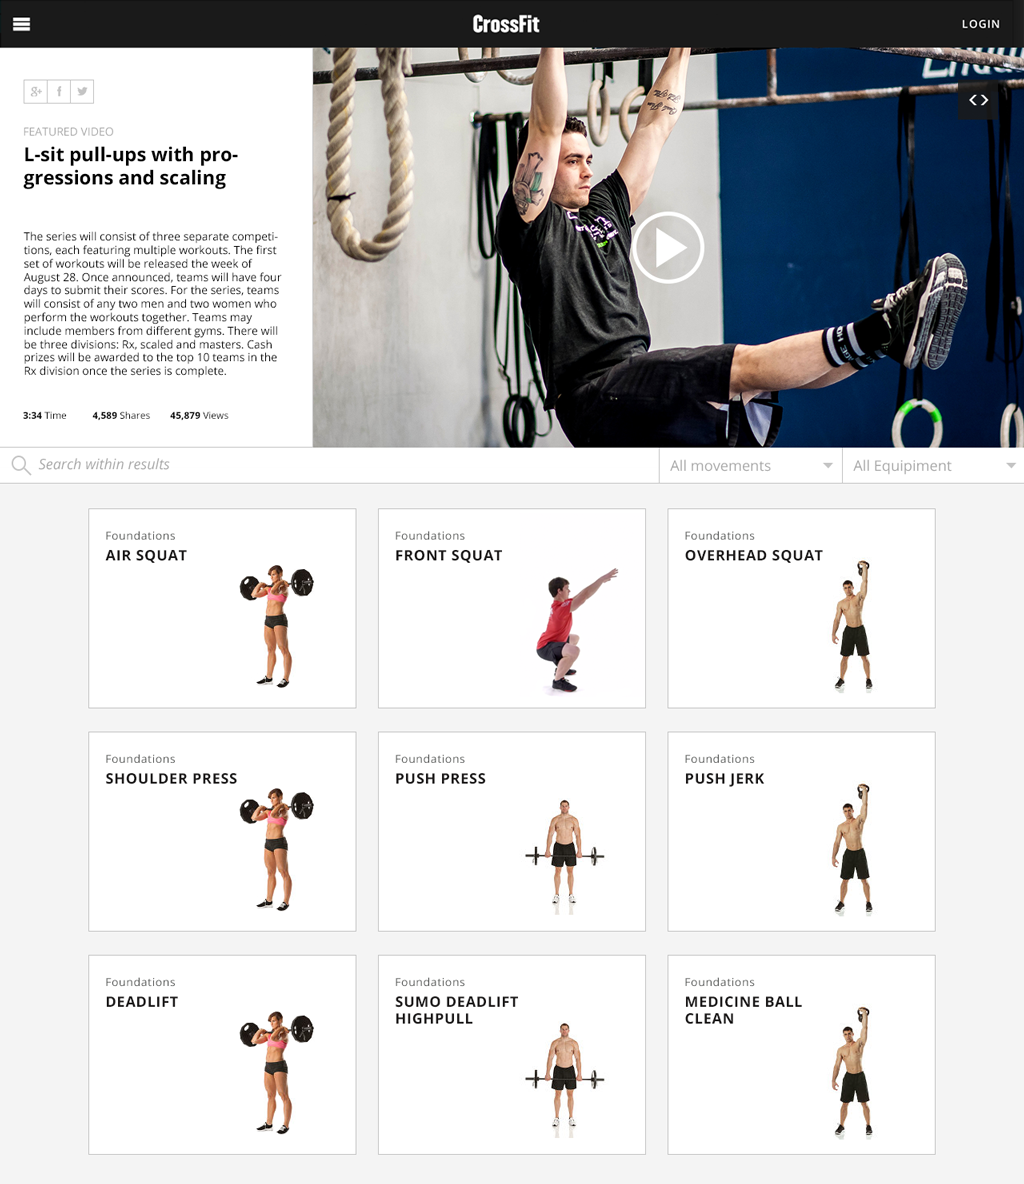 CrossFit
LOGIN
FEATURED VIDEO
L-sit pull-ups with pro-
gressions and scaling
The series will consist of three separate competi-
tions, each featuring multiple workouts. The first
set of workouts will be released the week of
August 28. Once announced, teams will have four
days to submit their scores. For the series, teams
will consist of any two men and two women who
perform the workouts together. Teams may
include members from different gyms. There will
be three divisions: Rx, scaled and masters. Cash
prizes will be awarded to the top 10 teams in the
Rx division once the series is complete.
3:34 Time 4,589 Shares 45,879 Views
Search within results
All movements
All Equipiment
Foundations
AIR SQUAT
Foundations
FRONT SQUAT
Foundations
OVERHEAD SQUAT
Foundations
SHOULDER PRESS
Foundations
PUSH PRESS
Foundations
PUSH JERK
Foundations
DEADLIFT
Foundations
SUMO DEADLIFT
HIGHPULL
Foundations
MEDICINE BALL
CLEAN